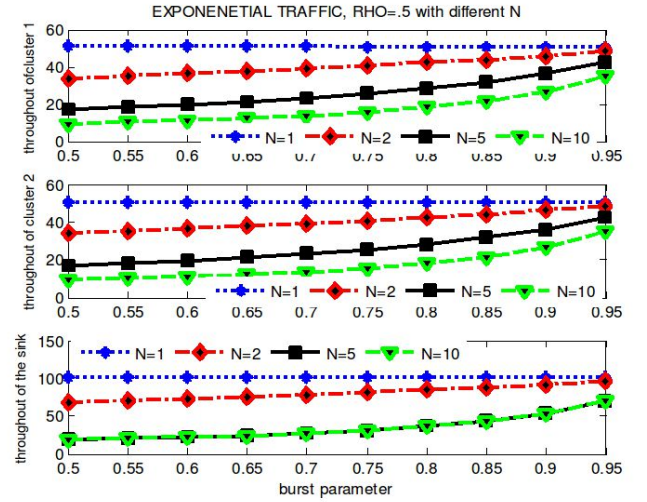 EXPONENETIAL TRAFFIC, RHO=.5 with different N
throughout ofcluster 1
60
40
20
0
N=1 N=2 N=5 N=10
0.5 0.55 0.6 0.65 0.7 0.75 0.8 0.85 0.9 0.95
throughout of cluster 2
60
40
20
0
N=1 N=2 N=5 N=10
0.5 0.55 0.6 0.65 0.7 0.75 0.8 0.85 0.9 0.95
throughout of the sink
150
100
50
0
N=1 N=2 N=5 N=10
0.5 0.55 0.6 0.65 0.7 0.75 0.8 0.85 0.9 0.95
burst parameter